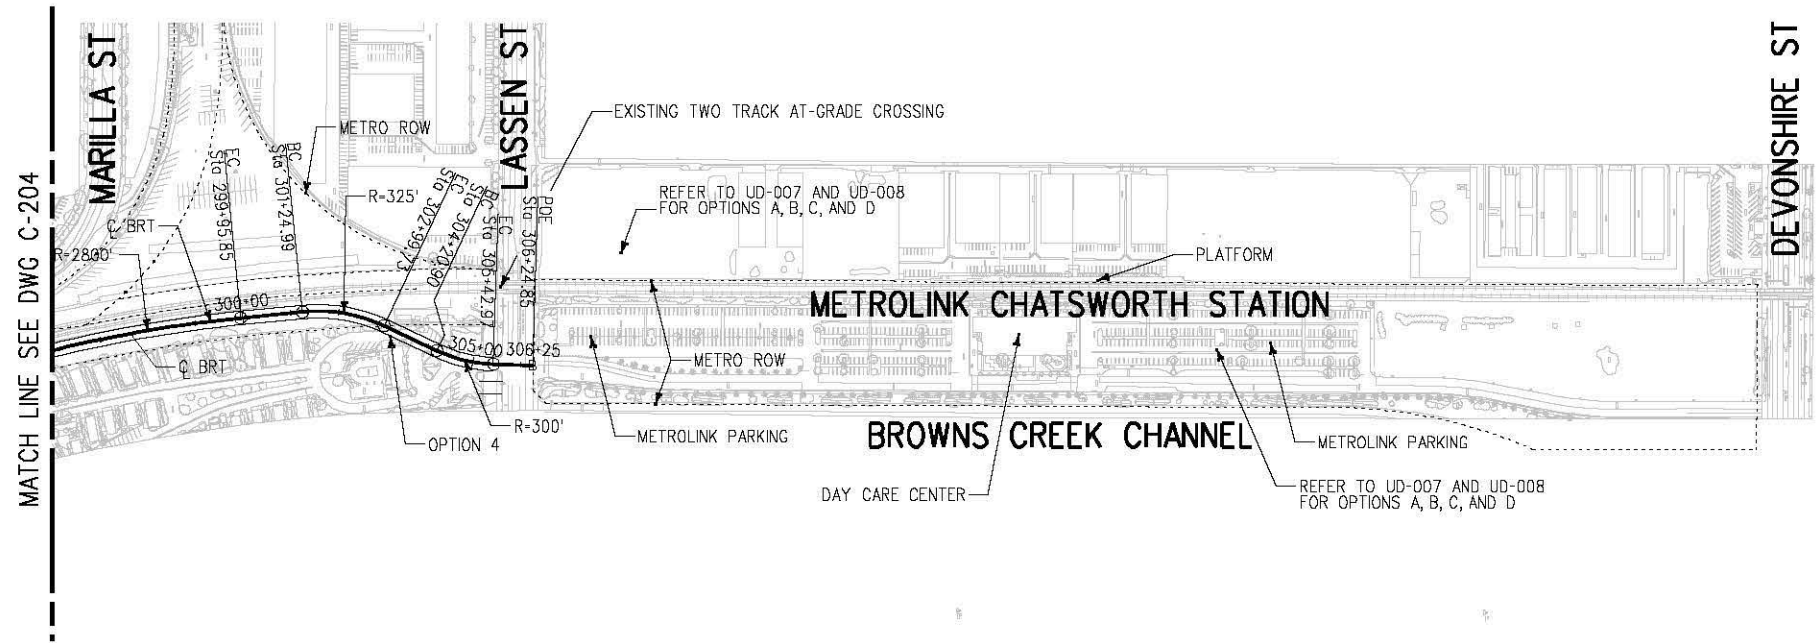 MATCH LINE SEE DWG C-204
MARILLA ST
LASSEN ST
DEVONSHIRE ST
EXISTING TWO TRACK AT-GRADE CROSSING
METRO ROW
R=325'
REFER TO UD-007 AND UD-008
FOR OPTIONS A, B, C, AND D
℄ BRT
R=2800'
EC
Sta 299+95.85
BC
Sta 301+24.99
EC
Sta 302+99.73
BC
Sta 304+20.90
EC
Sta 305+42.97
POE
Sta 306+24.85
300+00
305+00
306+25
PLATFORM
METROLINK CHATSWORTH STATION
METRO ROW
℄ BRT
OPTION 4
R=300'
METROLINK PARKING
BROWNS CREEK CHANNEL
METROLINK PARKING
DAY CARE CENTER
REFER TO UD-007 AND UD-008
FOR OPTIONS A, B, C, AND D